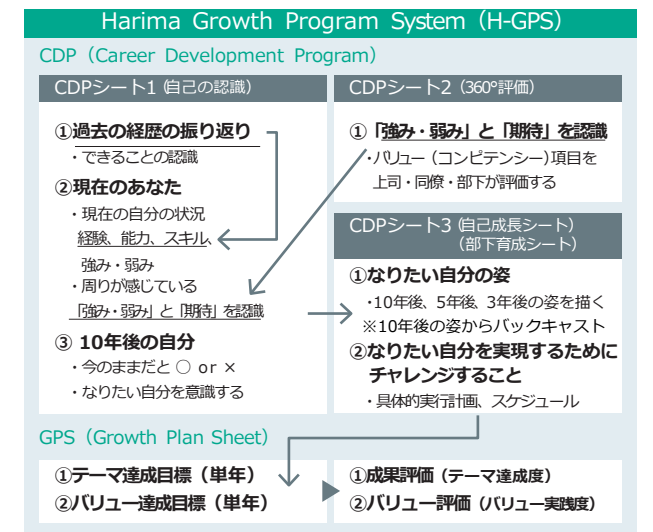 Harima Growth Program System (H-GPS)
CDP（Career Development Program）
CDPシート1（自己の認識）
①過去の経歴の振り返り
・できることの認識
②現在のあなた
・現在の自分の状況
経験、能力、スキル、
強み・弱み
・周りが感じている
「強み・弱み」と「期待」を認識
③ 10年後の自分
・今のままだと ○ or ×
・なりたい自分を意識する
CDPシート2（360°評価）
①「強み・弱み」と「期待」を認識
・バリュー（コンピテンシー）項目を
上司・同僚・部下が評価する
CDPシート3（自己成長シート）
（部下育成シート）
①なりたい自分の姿
・10年後、5年後、3年後の姿を描く
※10年後の姿からバックキャスト
②なりたい自分を実現するために
チャレンジすること
・具体的実行計画、スケジュール
GPS（Growth Plan Sheet）
①テーマ達成目標（単年）
②バリュー達成目標（単年）
①成果評価（テーマ達成度）
②バリュー評価（バリュー実践度）